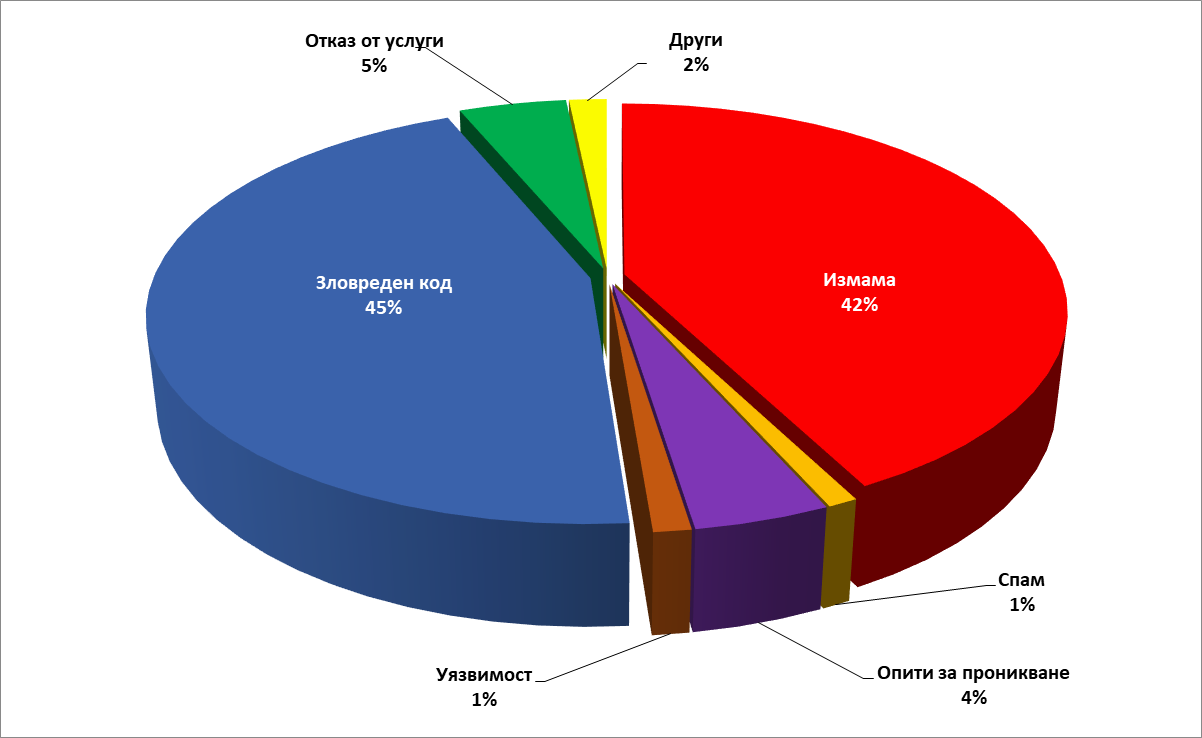 Отказ от услуги
5%
Други
2%
Зловреден код
45%
Измама
42%
Спам
1%
Уязвимост
1%
Опити за проникване
4%